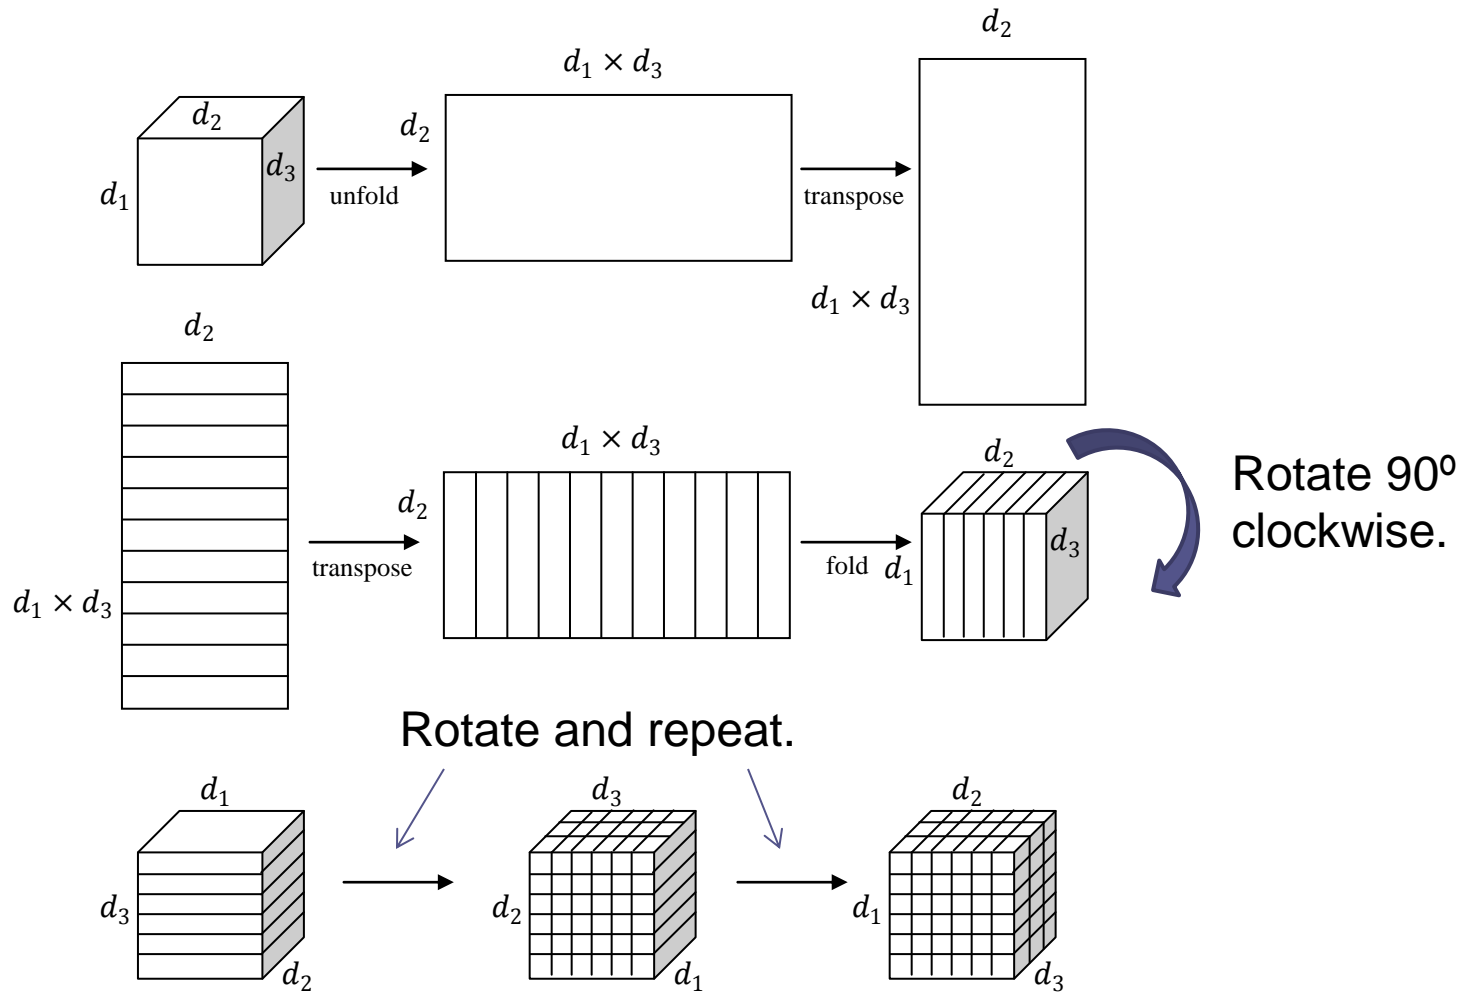 d₂
d₁ × d₃
d₂
d₂
d₃
d₁
unfold
transpose
d₁ × d₃
d₂
d₁ × d₃
d₂
d₂
d₃
d₁
transpose
fold
d₁ × d₃
Rotate 90º
clockwise.
Rotate and repeat.
d₁
d₃
d₂
d₃
d₂
d₁
d₂
d₁
d₃